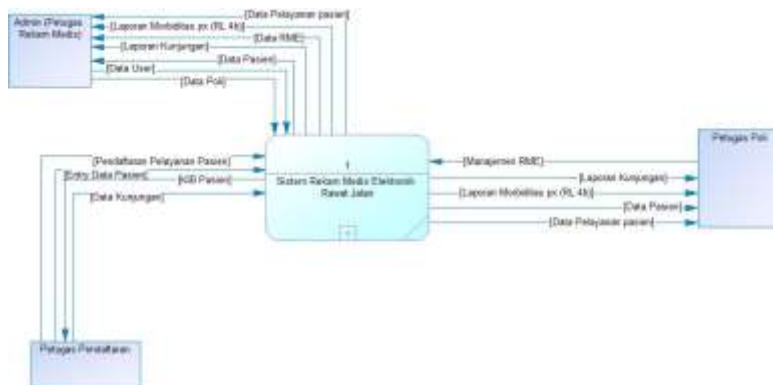 Admin (Petugas
Rekam Medis)
[Data Pelayanan pasien]
[Laporan Morbiditas px (RL 4b)]
[Data RME]
[Laporan Kunjungan]
[Data Pasien]
[Data User]
[Data Poli]
Petugas Poli
1
Sistem Rekam Medis Elektronik
Rawat Jalan
[Pendaftaran Pelayanan Pasien]
[Entry Data Pasien]
[KIB Pasien]
[Data Kunjungan]
[Manajemen RME]
[Laporan Kunjungan]
[Laporan Morbiditas px (RL 4b)]
[Data Pasien]
[Data Pelayanan pasien]
Petugas Pendaftaran